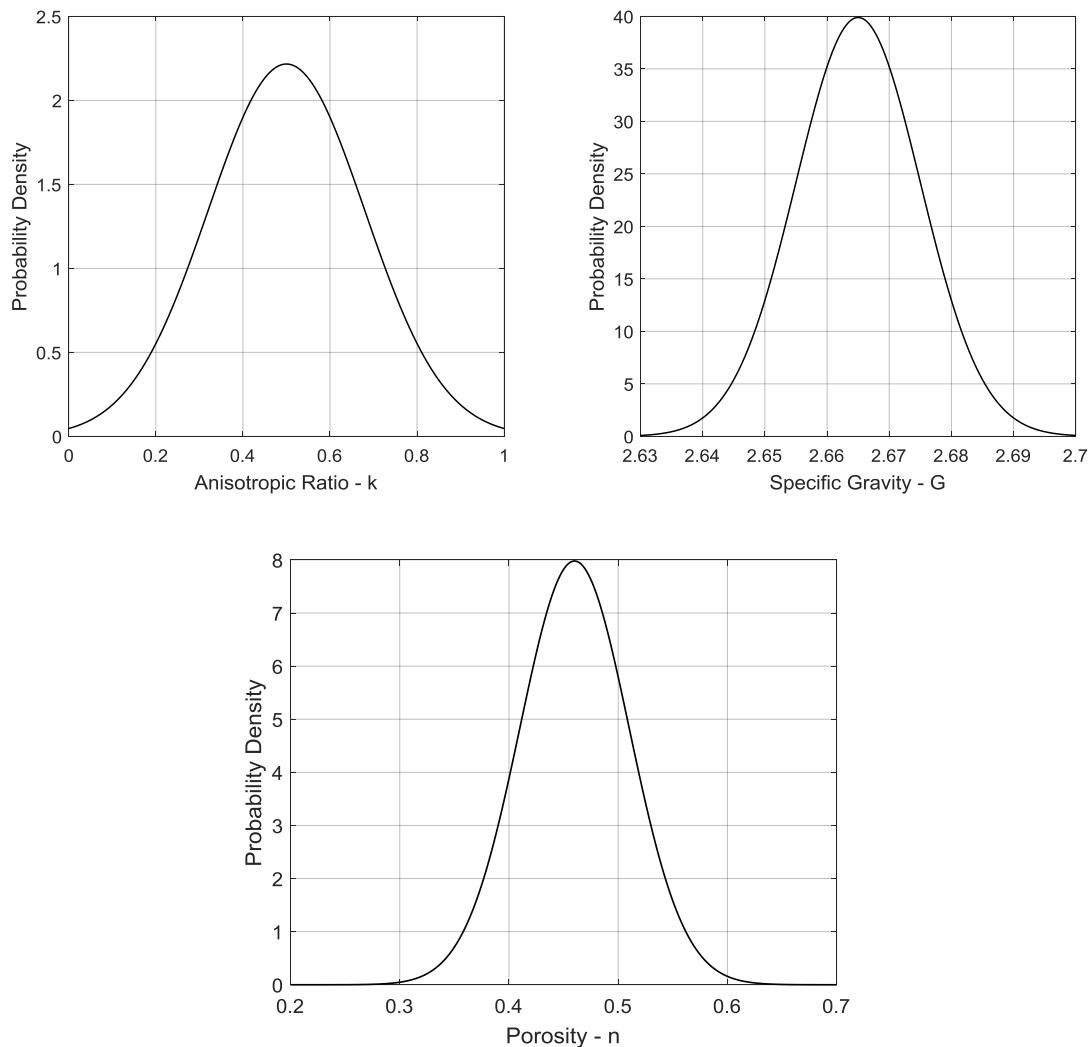 2.5
2
1.5
1
0.5
0
0 0.2 0.4 0.6 0.8 1
Probability Density
Anisotropic Ratio - k
40
35
30
25
20
15
10
5
0
2.63 2.64 2.65 2.66 2.67 2.68 2.69 2.7
Probability Density
Specific Gravity - G
8
7
6
5
4
3
2
1
0
0.2 0.3 0.4 0.5 0.6 0.7
Probability Density
Porosity - n